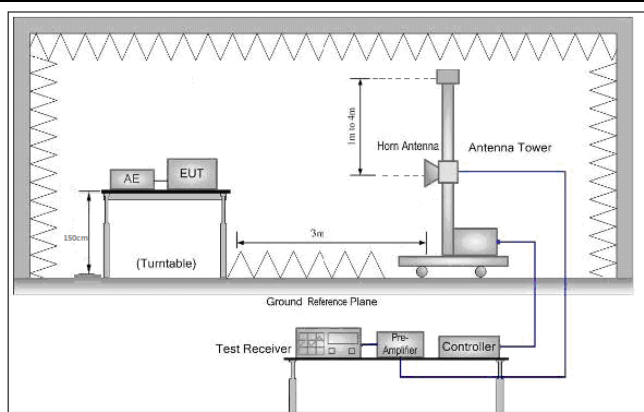 1m to 4m
Horn Antenna
Antenna Tower
AE
EUT
150cm
(Turntable)
3m
Ground Reference Plane
Test Receiver
Pre-
Amplifier
Controller